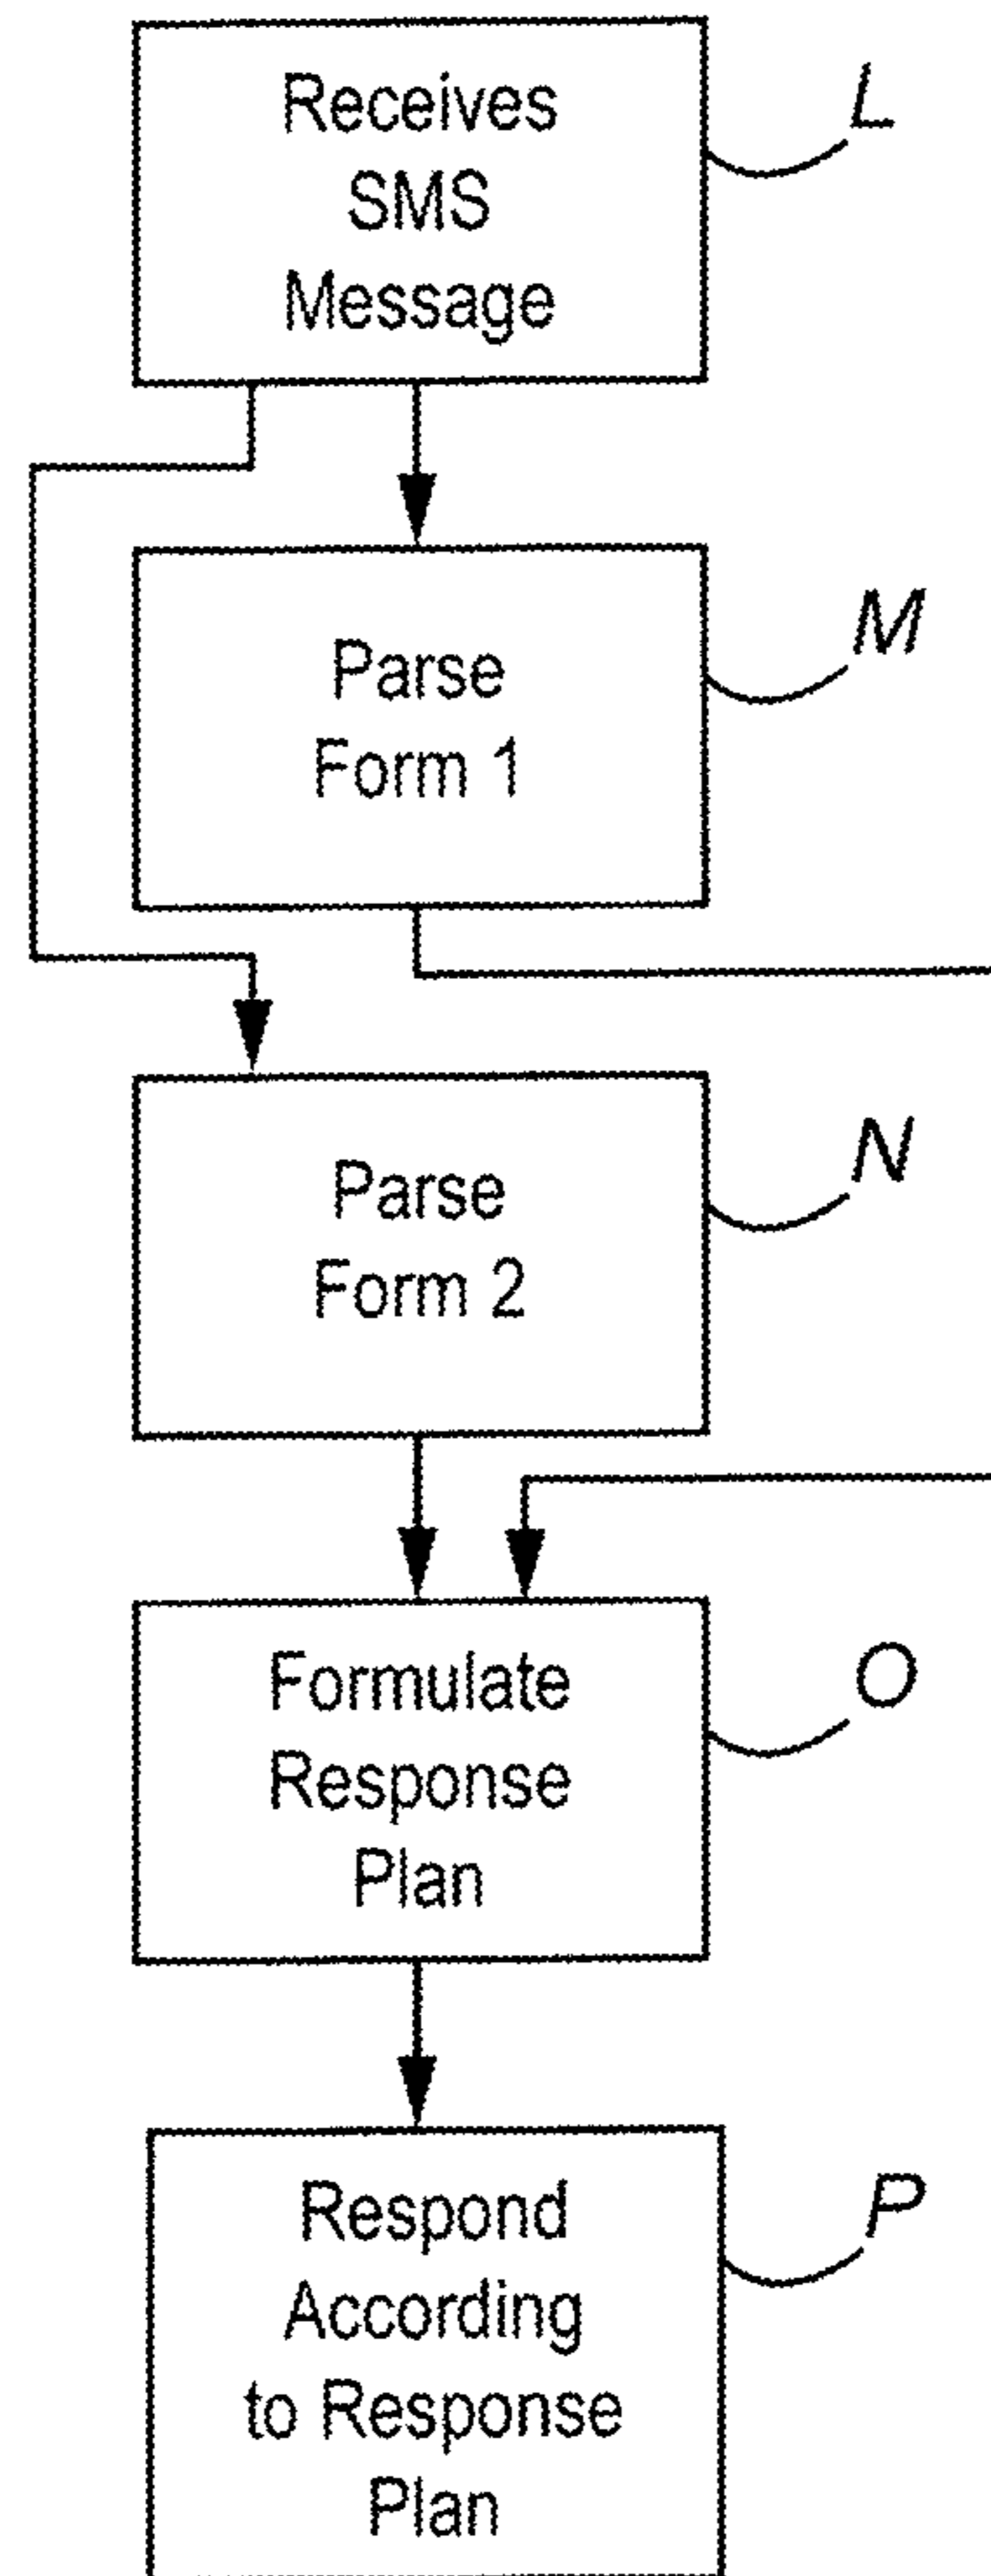 Receives
SMS
Message
L
Parse
Form 1
M
Parse
Form 2
N
Formulate
Response
Plan
O
Respond
According
to Response
Plan
P